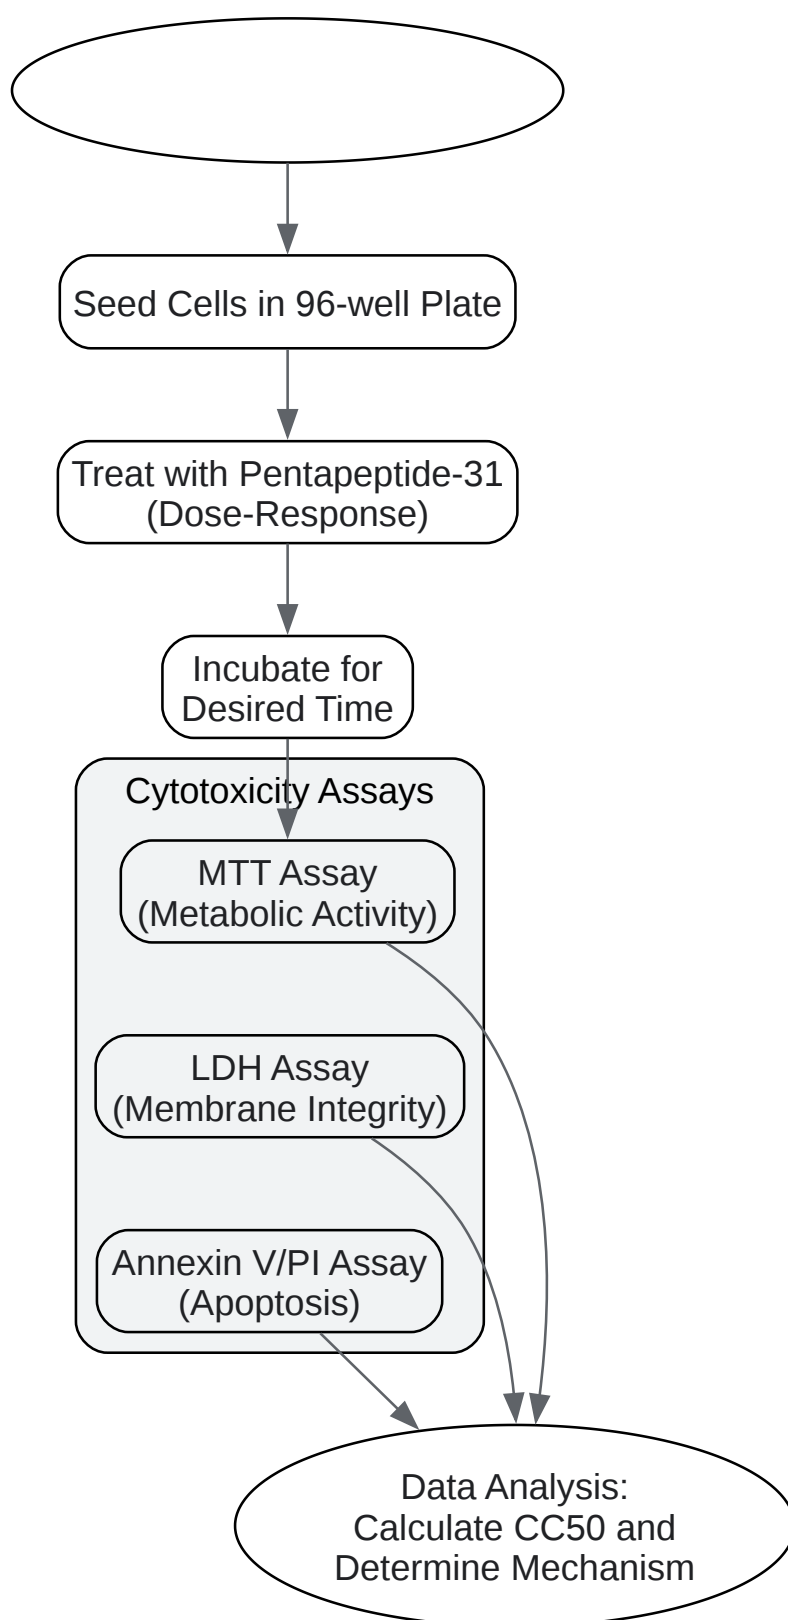 Seed Cells in 96-well Plate
Treat with Pentapeptide-31
(Dose-Response)
Incubate for
Desired Time
Cytotoxicity Assays
MTT Assay
(Metabolic Activity)
LDH Assay
(Membrane Integrity)
Annexin V/PI Assay
(Apoptosis)
Data Analysis:
Calculate CC50 and
Determine Mechanism